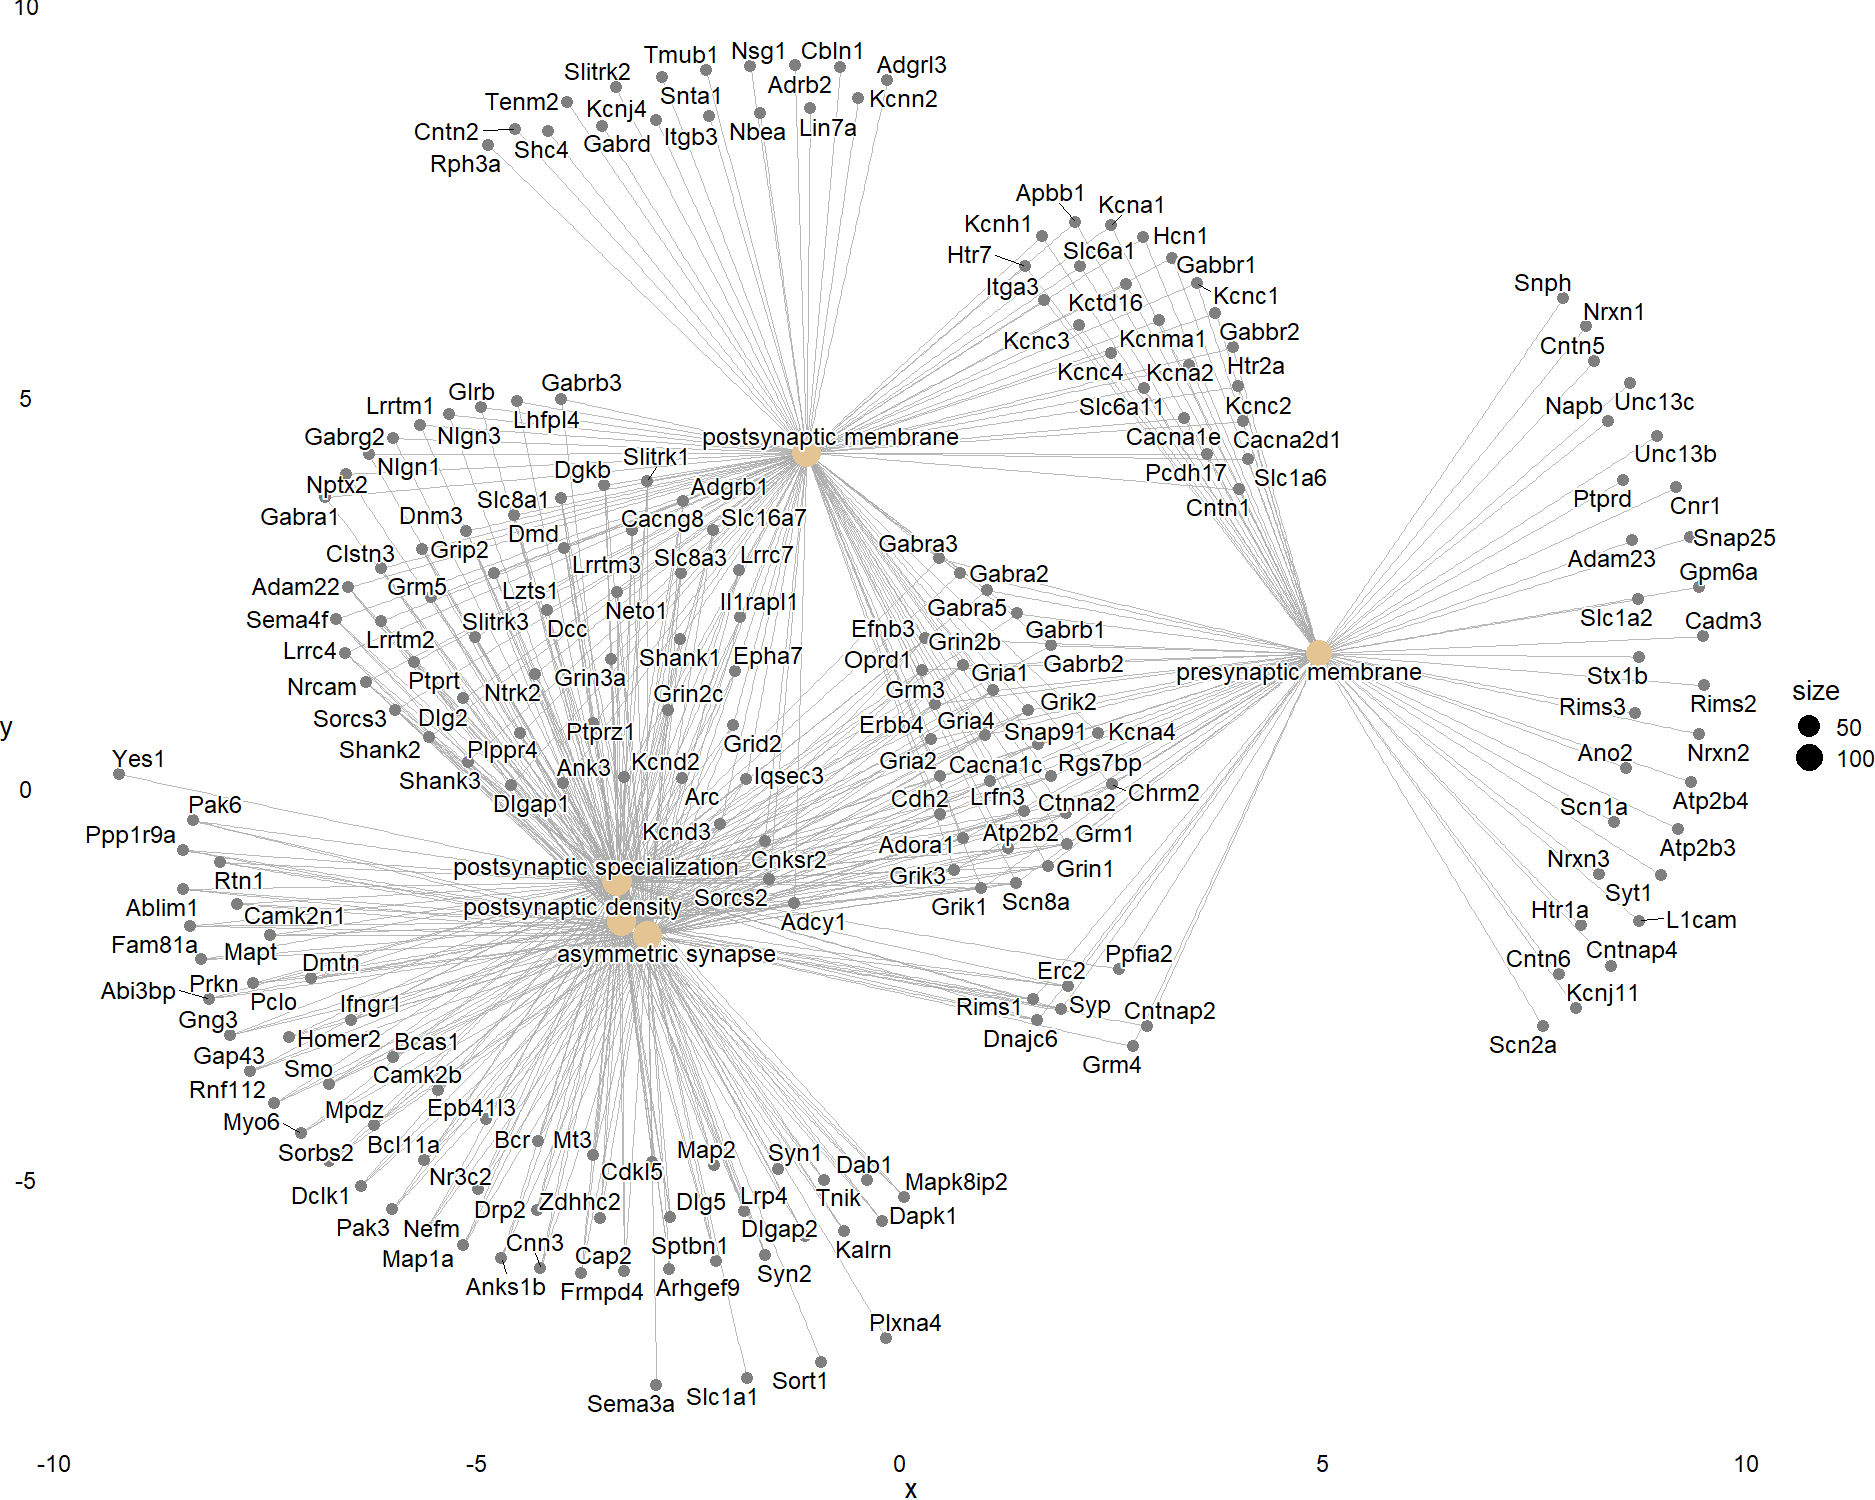 10
Tmub1
Nsg1
Cbln1
Adgrl3
Slitrk2
Adrb2
Snta1
Kcnn2
Tenm2
Kcnj4
Cntn2
Shc4
Gabrd
Itgb3
Nbea
Lin7a
Rph3a
Apbb1
Kcna1
Kcnh1
Hcn1
Htr7
Slc6a1
Gabbr1
Itga3
Kctd16
Kcnc1
Kcnc3
Kcnma1
Gabbr2
Kcnc4
Kcna2
Htr2a
Slc6a11
Kcnc2
Cacna1e
Cacna2d1
Pcdh17
Slc1a6
Cntn1
Snph
Nrxn1
Cntn5
Napb
Unc13c
Unc13b
Ptprd
Cnr1
Snap25
Adam23
Gpm6a
Slc1a2
Cadm3
Stx1b
Rims2
Rims3
Nrxn2
Ano2
Atp2b4
Scn1a
Atp2b3
Nrxn3
Syt1
Htr1a
L1cam
Cntnap4
Cntn6
Kcnj11
Scn2a
5
Glrb
Gabrb3
Lrrtm1
Lhfpl4
Gabrg2
Nlgn3
postsynaptic membrane
Nlgn1
Dgkb
Slitrk1
Nptx2
Slc8a1
Adgrb1
Gabra1
Dnm3
Cacng8
Slc16a7
Dmd
Clstn3
Grip2
Lrrtm3
Slc8a3
Lrrc7
Adam22
Grm5
Lzts1
Neto1
Il1rapl1
Sema4f
Lrrtm2
Slitrk3
Dcc
Lrrc4
Shank1
Epha7
Nrcam
Ptprt
Ntrk2
Grin3a
Grin2c
Sorcs3
Dlg2
Ptprz1
Grid2
Shank2
Plppr4
Kcnd2
Shank3
Ank3
Iqsec3
Dlgap1
Arc
Kcnd3
Cnksr2
Sorcs2
Adcy1
Gabra3
Gabra2
Gabra5
Efnb3
Grin2b
Gabrb1
Oprd1
Gria1
Gabrb2
presynaptic membrane
Grm3
Grik2
Erbb4
Gria4
Snap91
Kcna4
Gria2
Cacna1c
Rgs7bp
Cdh2
Lrfn3
Ctnna2
Chrm2
Adora1
Atp2b2
Grm1
Grik3
Grin1
Grik1
Scn8a
Ppfia2
Erc2
Rims1
Syp
Cntnap2
Dnajc6
Grm4
size
50
100
y
0
Yes1
Pak6
Ppp1r9a
postsynaptic specialization
Rtn1
postsynaptic density
Ablim1
Camk2n1
Fam81a
Mapt
asymmetric synapse
Dmtn
Prkn
Abi3bp
Pclo
Ifngr1
Gng3
Homer2
Bcas1
Gap43
Smo
Camk2b
Rnf112
Mpdz
Epb41l3
Myo6
Bcr
Mt3
Sorbs2
Bcl11a
Cdkl5
Map2
Syn1
Dab1
-5
Nr3c2
Mapk8ip2
Dclk1
Drp2
Zdhhc2
Dlg5
Lrp4
Tnik
Dapk1
Pak3
Nefm
Dlgap2
Map1a
Cnn3
Cap2
Sptbn1
Kalrn
Anks1b
Frmpd4
Arhgef9
Syn2
Plxna4
Sort1
Slc1a1
Sema3a
-10
-5
0
5
10
x